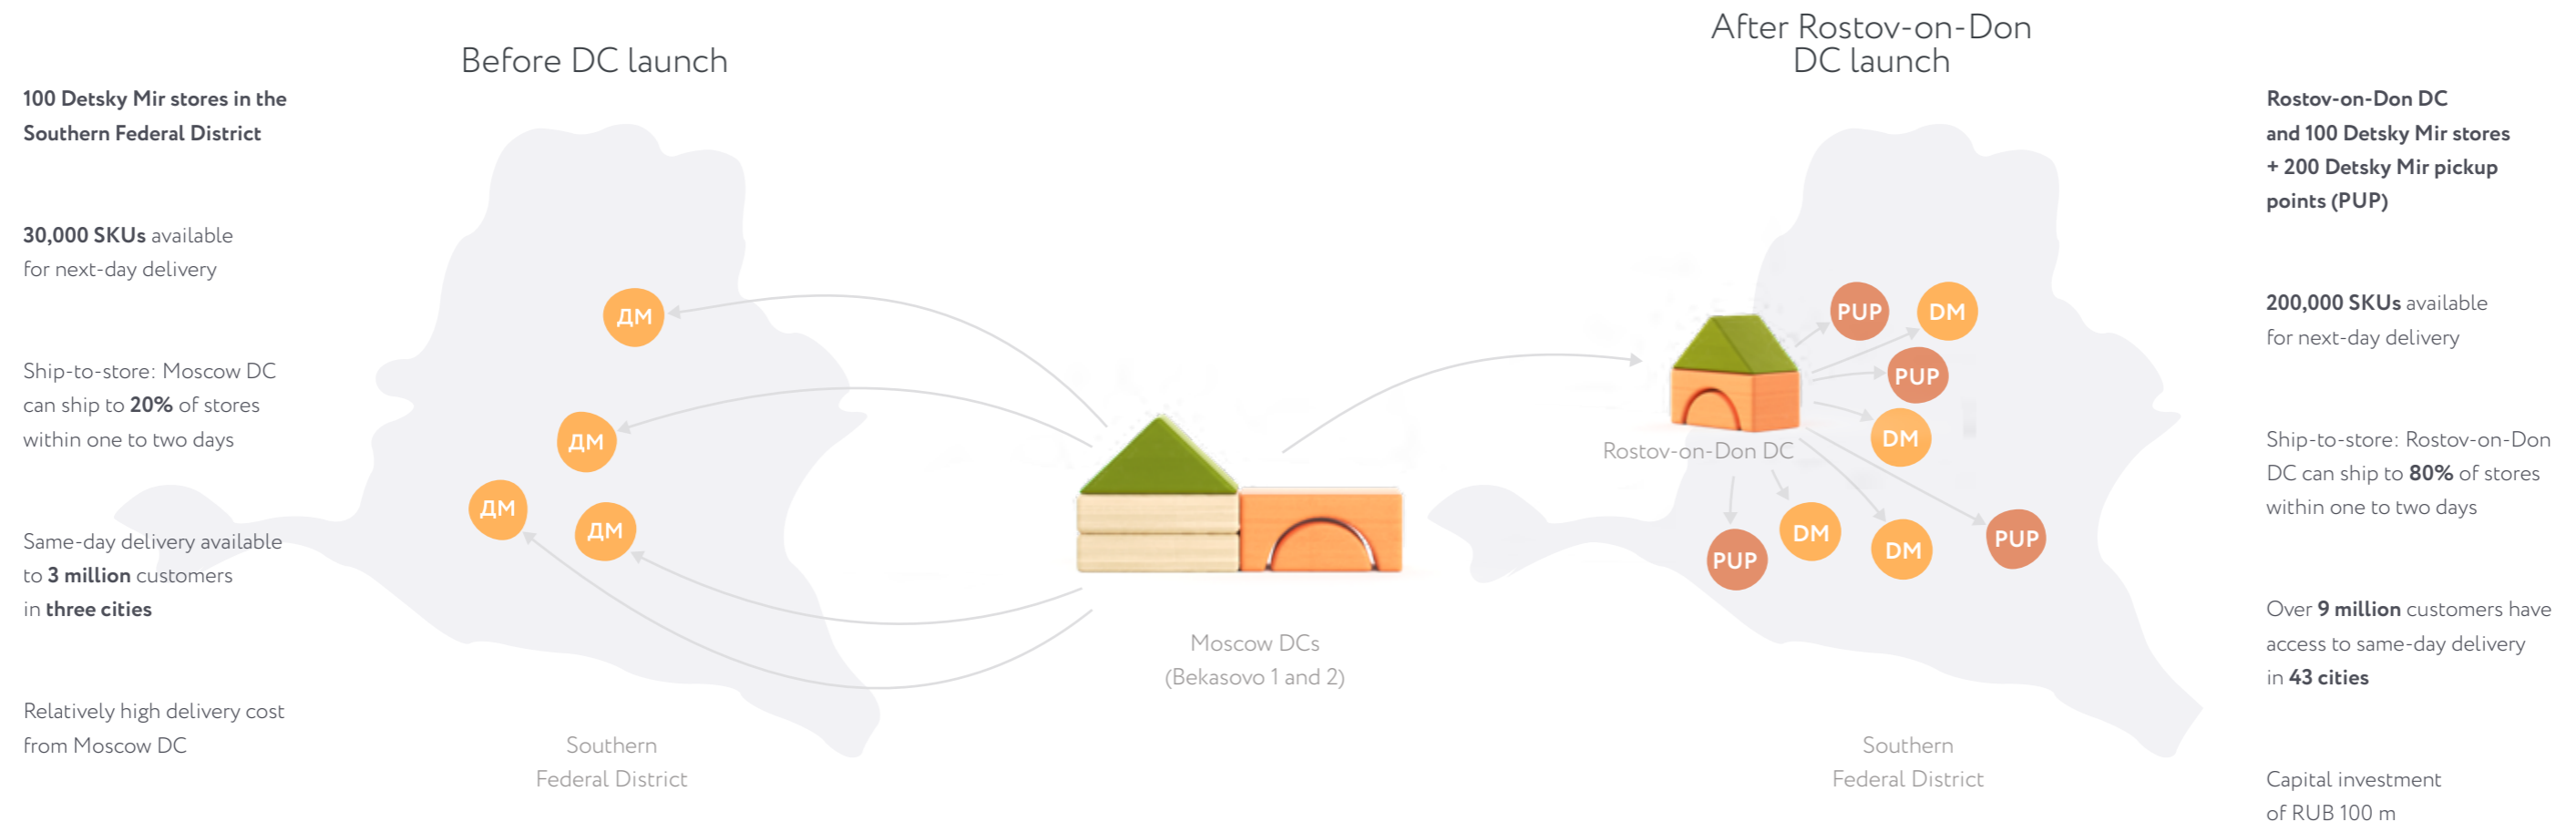 Before DC launch
100 Detsky Mir stores in the
Southern Federal District
30,000 SKUs available
for next-day delivery
Ship-to-store: Moscow DC
can ship to 20% of stores
within one to two days
Same-day delivery available
to 3 million customers
in three cities
Relatively high delivery cost
from Moscow DC
ДМ
ДМ
ДМ
ДМ
Southern
Federal District
Moscow DCs
(Bekasovo 1 and 2)
After Rostov-on-Don
DC launch
Rostov-on-Don DC
PUP
DM
PUP
DM
PUP
DM
DM
PUP
Southern
Federal District
Rostov-on-Don DC
and 100 Detsky Mir stores
+ 200 Detsky Mir pickup
points (PUP)
200,000 SKUs available
for next-day delivery
Ship-to-store: Rostov-on-Don
DC can ship to 80% of stores
within one to two days
Over 9 million customers have
access to same-day delivery
in 43 cities
Capital investment
of RUB 100 m